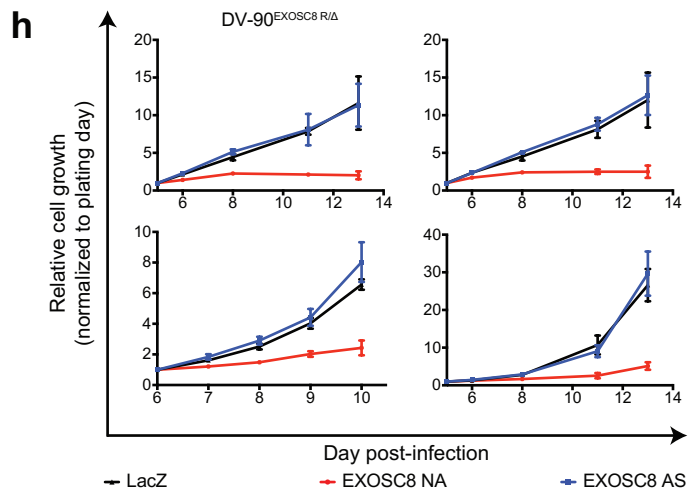 h
DV-90EXOSC8 R/Δ
Relative cell growth
(normalized to plating day)
15
10
5
0
6 8 10 12 14
20
15
10
5
0
6 8 10 12 14
10
8
6
4
2
0
6 7 8 9 10
40
30
20
10
0
6 8 10 12 14
Day post-infection
LacZ EXOSC8 NA EXOSC8 AS